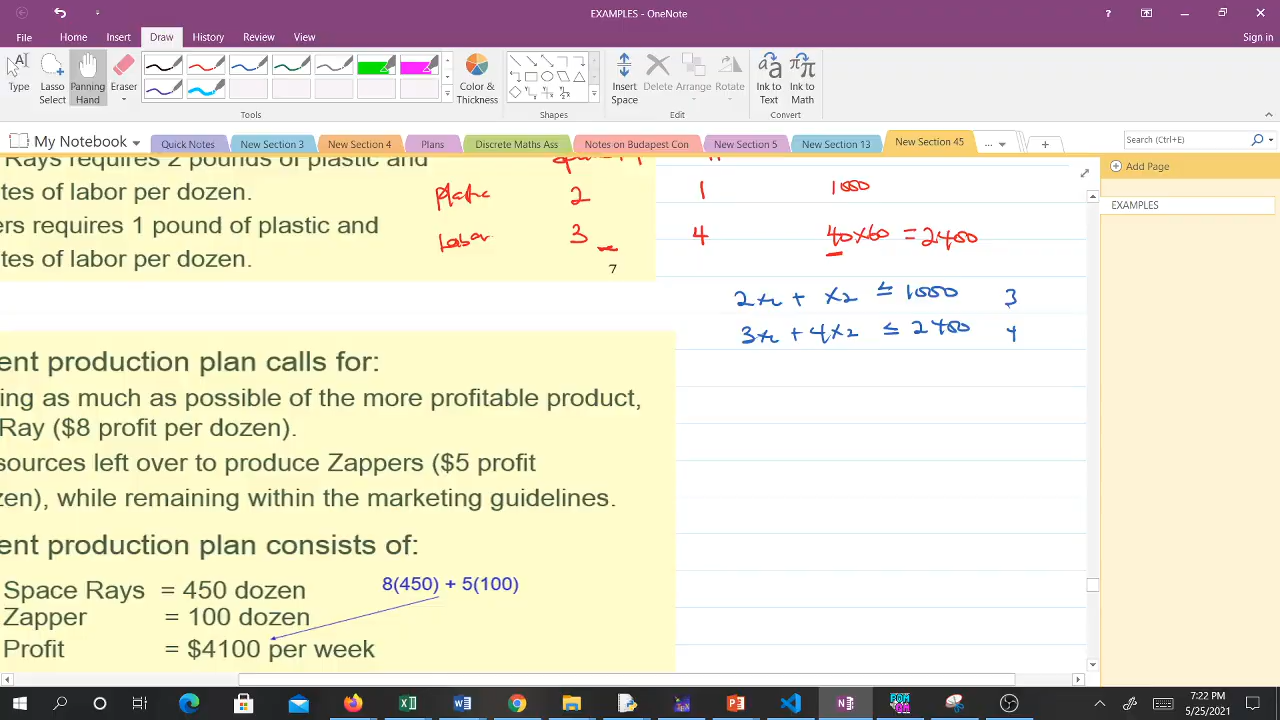 EXAMPLES - OneNote
File Home Insert Draw History Review View Sign in
Type Lasso Select Panning Hand Eraser Color & Thickness Insert Space Delete Arrange Rotate Ink to Text Ink to Math
Tools Shapes Edit Convert
My Notebook Quick Notes New Section 3 New Section 4 Plans Discrete Maths Ass Notes on Budapest Con New Section 5 New Section 13 New Section 45 ... Search (Ctrl+E)
Add Page
EXAMPLES
Rays requires 2 pounds of plastic and
tes of labor per dozen.
ers requires 1 pound of plastic and
tes of labor per dozen.
7
Plastic 2 1 1000
Labor 3 4 40x60 = 2400
2x1 + x2 ≤ 1000 3
3x1 + 4x2 ≤ 2400 4
ent production plan calls for:
ing as much as possible of the more profitable product,
Ray ($8 profit per dozen).
sources left over to produce Zappers ($5 profit
zen), while remaining within the marketing guidelines.
ent production plan consists of:
Space Rays = 450 dozen 8(450) + 5(100)
Zapper = 100 dozen
Profit = $4100 per week
7:22 PM
5/25/2021